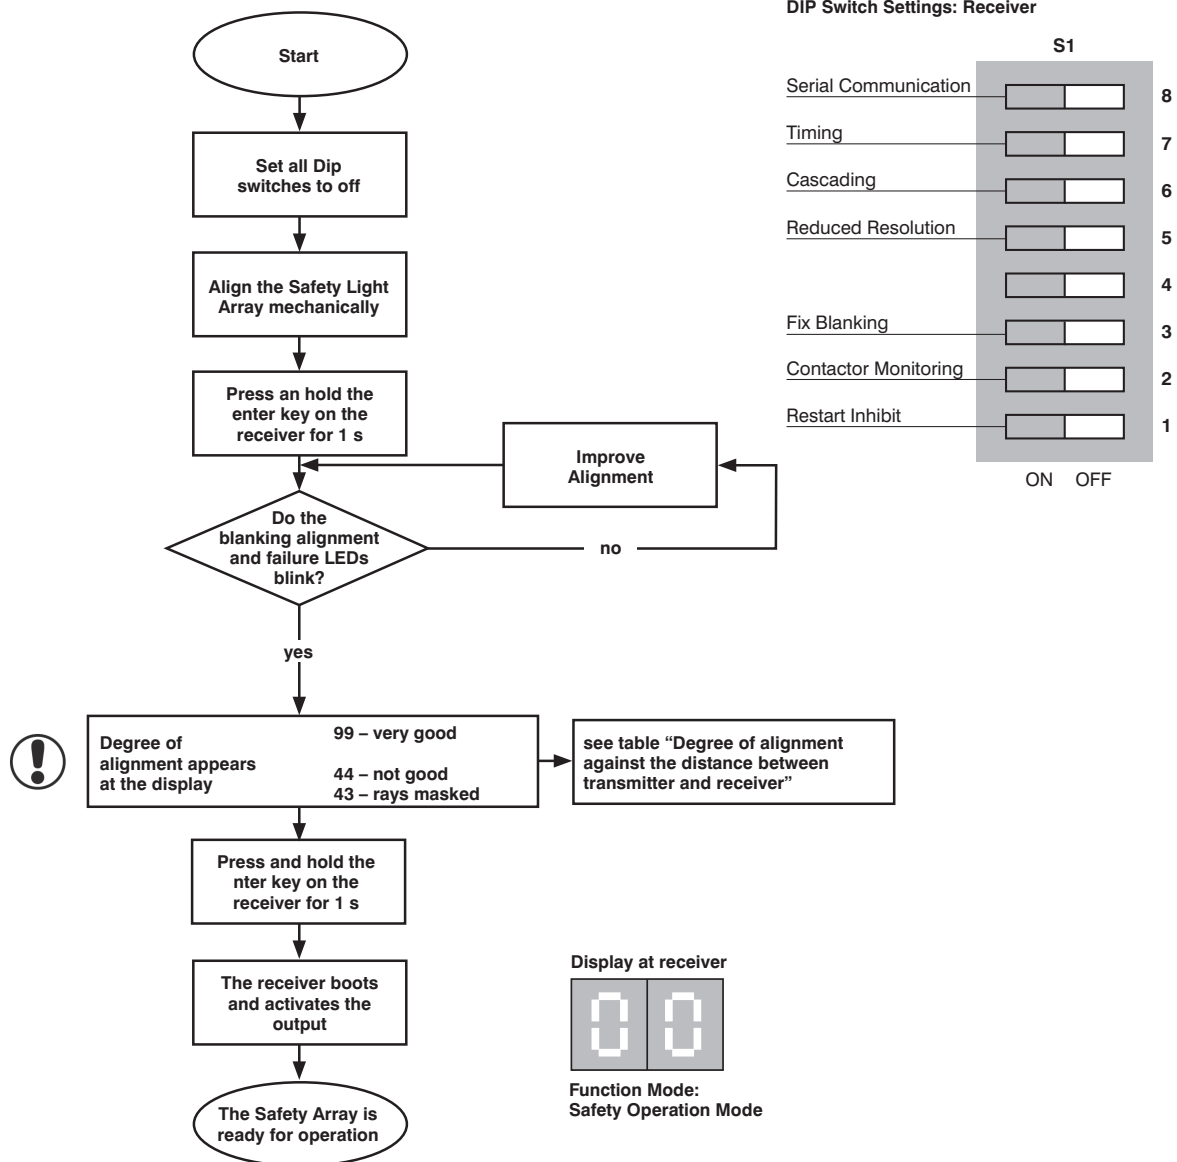 DIP Switch Settings: Receiver
Start
Set all Dip
switches to off
Align the Safety Light
Array mechanically
Press an hold the
enter key on the
receiver for 1 s
Improve
Alignment
Do the
blanking alignment
and failure LEDs
blink?
no
yes
Degree of
alignment appears
at the display
99 – very good
44 – not good
43 – rays masked
see table “Degree of alignment
against the distance between
transmitter and receiver”
Press and hold the
nter key on the
receiver for 1 s
The receiver boots
and activates the
output
The Safety Array is
ready for operation
S1
Serial Communication 8
Timing 7
Cascading 6
Reduced Resolution 5
4
Fix Blanking 3
Contactor Monitoring 2
Restart Inhibit 1
ON OFF
Display at receiver
00
Function Mode:
Safety Operation Mode